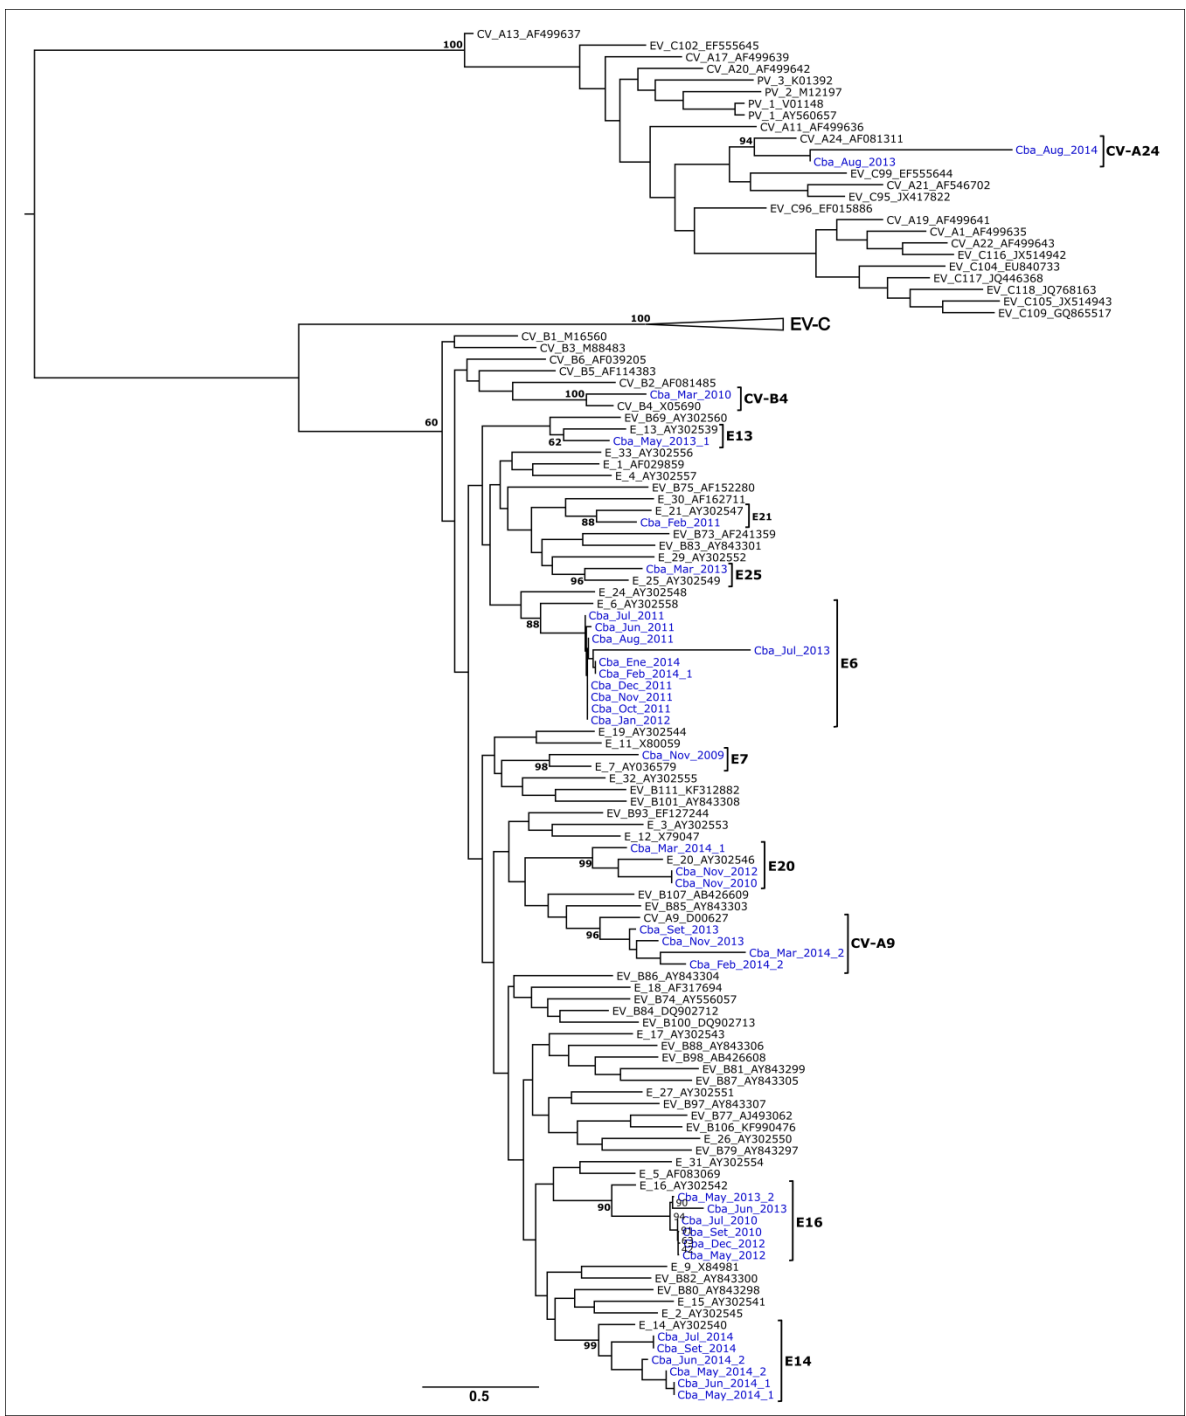 CV_A13_AF499637
100
EV_C102_EF555645
CV_A17_AF499639
CV_A20_AF499642
PV_3_K01392
PV_2_M12197
PV_1_V01148
PV_1_AY560657
CV_A11_AF499636
CV_A24_AF081311
94
Cba_Aug_2014
CV-A24
Cba_Aug_2013
EV_C99_EF555644
CV_A21_AF546702
EV_C95_JX417822
EV_C96_EF015886
CV_A19_AF499641
CV_A1_AF499635
CV_A22_AF499643
EV_C116_JX514942
EV_C104_EU840733
EV_C117_JQ446368
EV_C118_JQ768163
EV_C105_JX514943
EV_C109_GQ865517
100
EV-C
CV_B1_M16560
CV_B3_M88483
CV_B6_AF039205
CV_B5_AF114383
CV_B2_AF081485
100
Cba_Mar_2010
CV-B4
CV_B4_X05690
EV_B69_AY302560
60
E_13_AY302539
E13
62
Cba_May_2013_1
E_33_AY302556
E_1_AF029859
E_4_AY302557
EV_B75_AF152280
E_30_AF162711
E_21_AY302547
E21
88
Cba_Feb_2011
EV_B73_AF241359
EV_B83_AY843301
E_29_AY302552
Cba_Mar_2013
E25
96
E_25_AY302549
E_24_AY302548
E_6_AY302558
Cba_Jul_2011
88
Cba_Jun_2011
Cba_Aug_2011
Cba_Jul_2013
Cba_Ene_2014
E6
Cba_Feb_2014_1
Cba_Dec_2011
Cba_Nov_2011
Cba_Oct_2011
Cba_Jan_2012
E_19_AY302544
E_11_X80059
Cba_Nov_2009
E7
98
E_7_AY036579
E_32_AY302555
EV_B111_KF312882
EV_B101_AY843308
EV_B93_EF127244
E_3_AY302553
E_12_X79047
Cba_Mar_2014_1
99
E_20_AY302546
E20
Cba_Nov_2012
Cba_Nov_2010
EV_B107_AB426609
EV_B85_AY843303
CV_A9_D00627
96
Cba_Set_2013
Cba_Nov_2013
CV-A9
Cba_Mar_2014_2
Cba_Feb_2014_2
EV_B86_AY843304
E_18_AF317694
EV_B74_AY556057
EV_B84_DQ902712
EV_B100_DQ902713
E_17_AY302543
EV_B88_AY843306
EV_B98_AB426608
EV_B81_AY843299
EV_B87_AY843305
E_27_AY302551
EV_B97_AY843307
EV_B77_AJ493062
EV_B106_KF990476
E_26_AY302550
EV_B79_AY843297
E_31_AY302554
E_5_AF083069
E_16_AY302542
Cba_May_2013_2
90
90
Cba_Jun_2013
94
Cba_Jul_2010
E16
Cba_Set_2010
Cba_Dec_2012
Cba_May_2012
E_9_X84981
EV_B82_AY843300
EV_B80_AY843298
E_15_AY302541
E_2_AY302545
E_14_AY302540
Cba_Jul_2014
99
Cba_Set_2014
Cba_Jun_2014_2
E14
Cba_May_2014_2
Cba_Jun_2014_1
Cba_May_2014_1
0.5